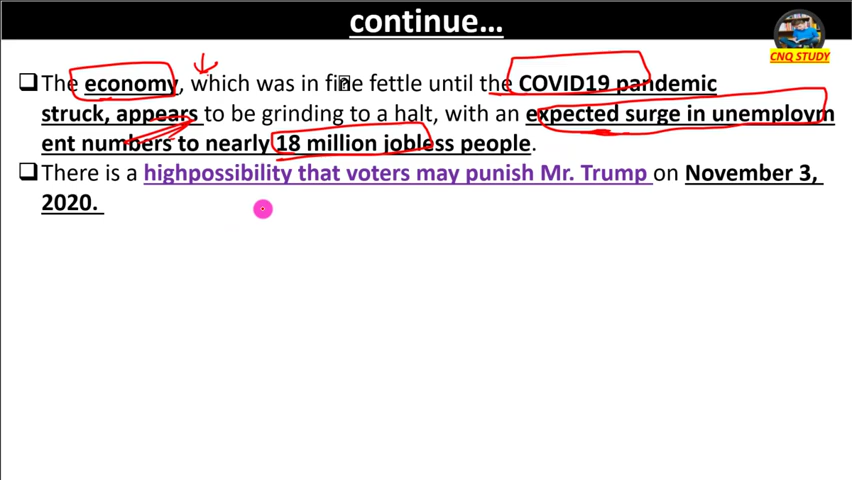 continue…
CNQ STUDY
The economy, which was in fine fettle until the COVID19 pandemic
struck, appears to be grinding to a halt, with an expected surge in unemploym
ent numbers to nearly 18 million jobless people.
There is a highpossibility that voters may punish Mr. Trump on November 3,
2020.